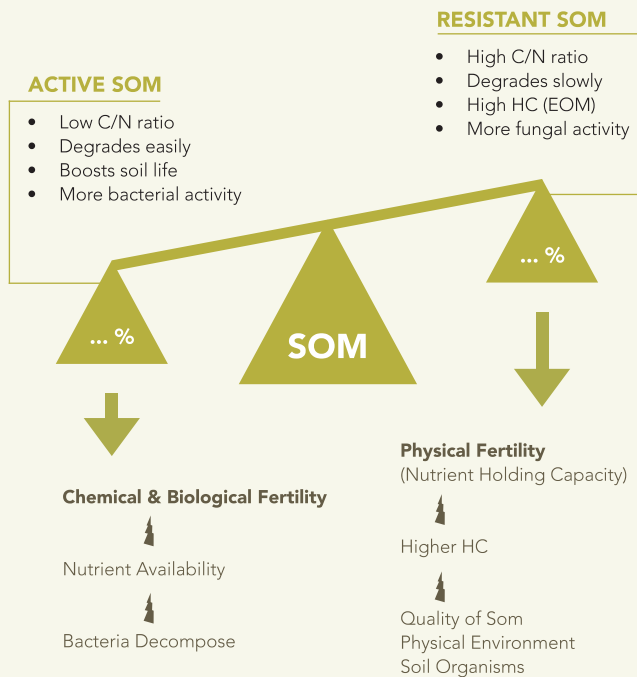 RESISTANT SOM
• High C/N ratio
• Degrades slowly
• High HC (EOM)
• More fungal activity
ACTIVE SOM
• Low C/N ratio
• Degrades easily
• Boosts soil life
• More bacterial activity
... %
... %
SOM
Physical Fertility
(Nutrient Holding Capacity)
Higher HC
Quality of Som
Physical Environment
Soil Organisms
Chemical & Biological Fertility
Nutrient Availability
Bacteria Decompose